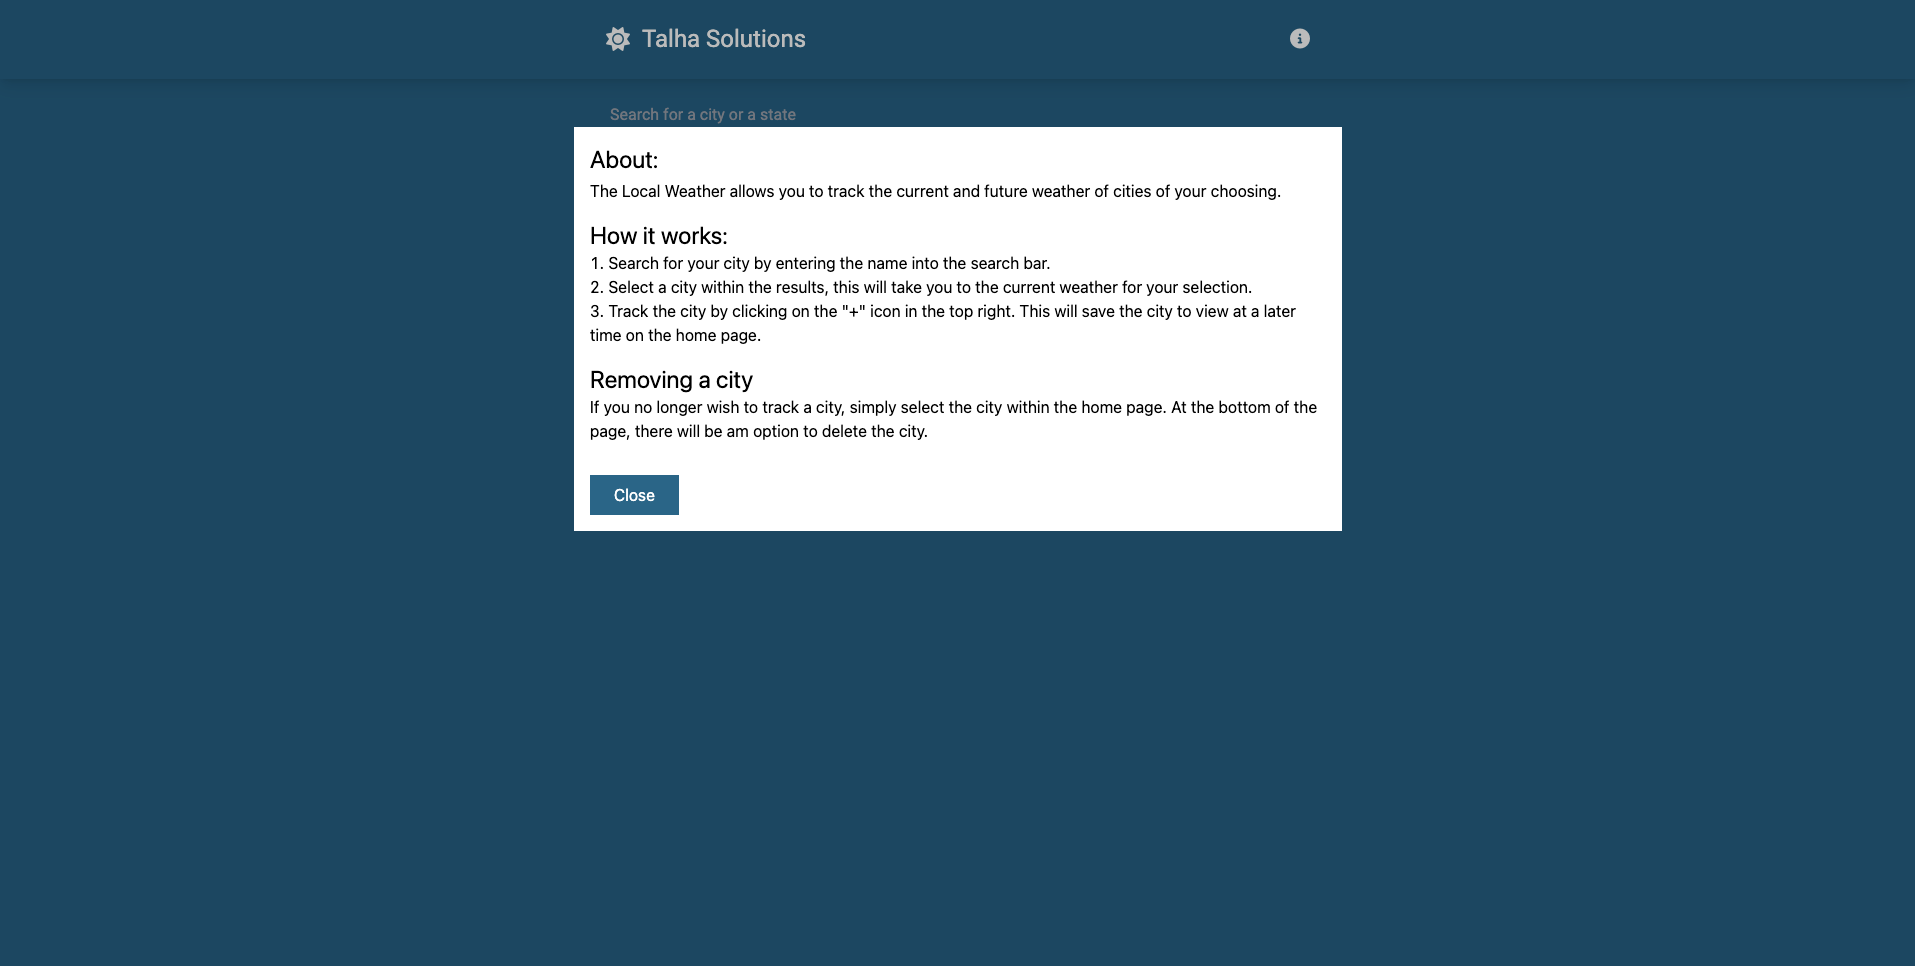 Talha Solutions
Search for a city or a state
About:
The Local Weather allows you to track the current and future weather of cities of your choosing.
How it works:
1. Search for your city by entering the name into the search bar.
2. Select a city within the results, this will take you to the current weather for your selection.
3. Track the city by clicking on the "+" icon in the top right. This will save the city to view at a later
time on the home page.
Removing a city
If you no longer wish to track a city, simply select the city within the home page. At the bottom of the
page, there will be am option to delete the city.
Close